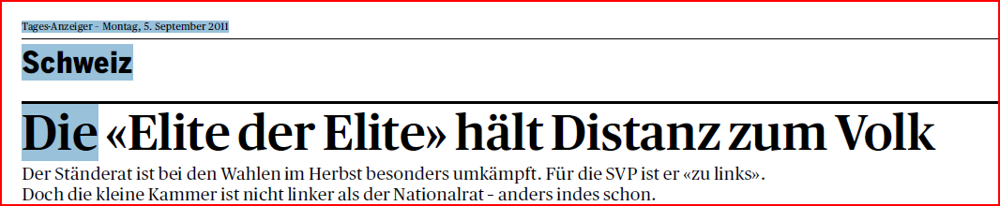 Tages-Anzeiger – Montag, 5. September 2011
Schweiz
Die «Elite der Elite» hält Distanz zum Volk
Der Ständerat ist bei den Wahlen im Herbst besonders umkämpft. Für die SVP ist er «zu links».
Doch die kleine Kammer ist nicht linker als der Nationalrat – anders indes schon.